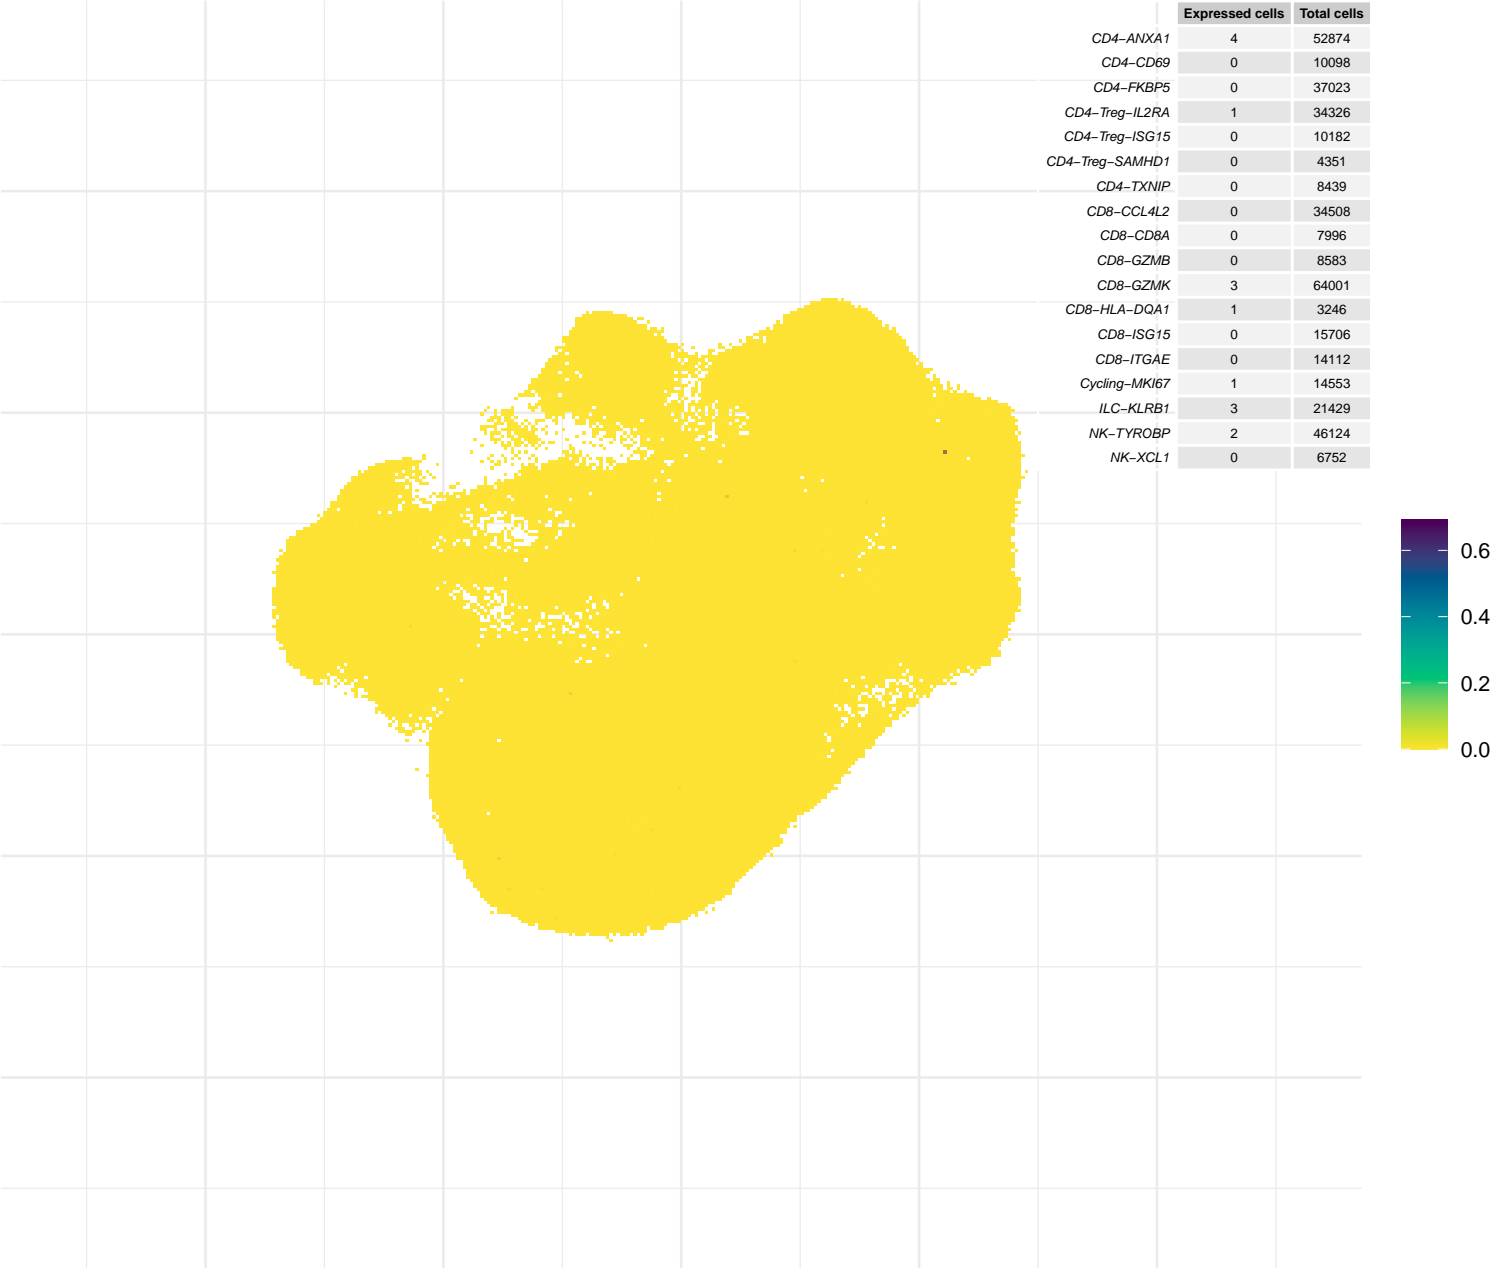 Expressed cells Total cells
CD4−ANXA1 4 52874
CD4−CD69 0 10098
CD4−FKBP5 0 37023
CD4−Treg−IL2RA 1 34326
CD4−Treg−ISG15 0 10182
CD4−Treg−SAMHD1 0 4351
CD4−TXNIP 0 8439
CD8−CCL4L2 0 34508
CD8−CD8A 0 7996
CD8−GZMB 0 8583
CD8−GZMK 3 64001
CD8−HLA−DQA1 1 3246
CD8−ISG15 0 15706
CD8−ITGAE 0 14112
Cycling−MKI67 1 14553
ILC−KLRB1 3 21429
NK−TYROBP 2 46124
NK−XCL1 0 6752
0.6
0.4
0.2
0.0